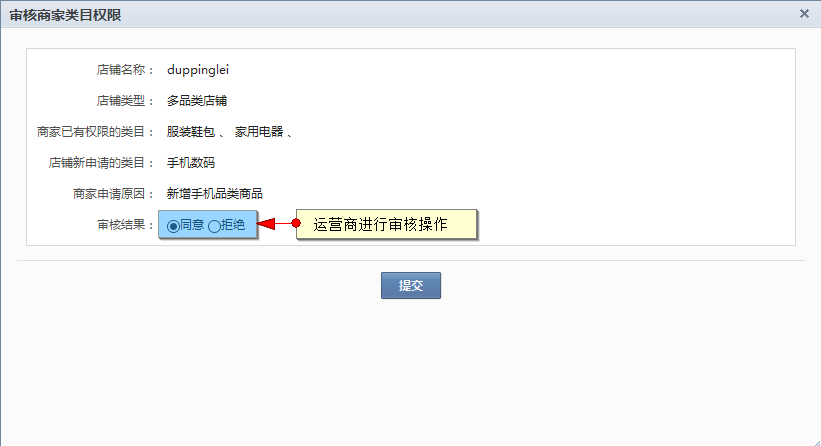 审核商家类目权限
店铺名称： duppinglei
店铺类型： 多品类店铺
商家已有权限的类目： 服装鞋包 、 家用电器 、
店铺新申请的类目： 手机数码
商家申请原因： 新增手机品类商品
审核结果： 同意 拒绝 运营商进行审核操作
提交